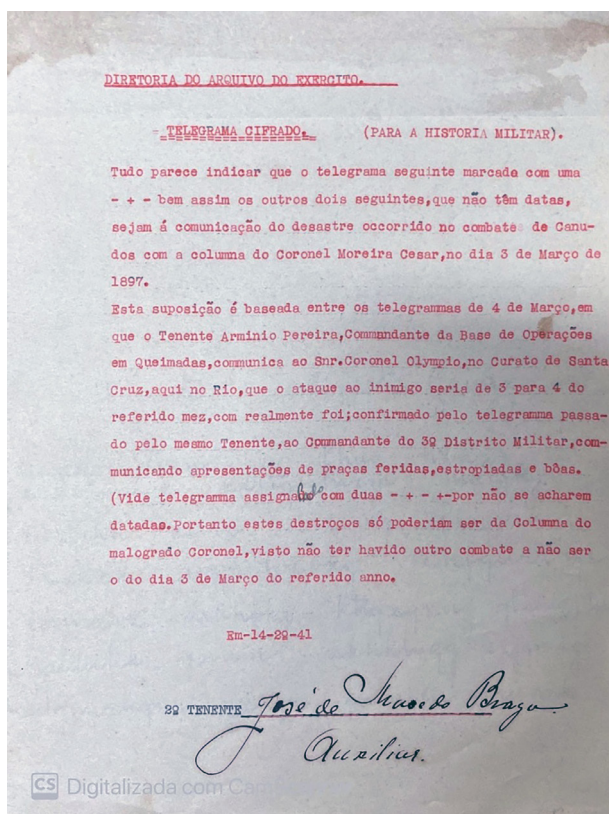 DIRETORIA DO ARQUIVO DO EXERCITO.
TELEGRAMA CIFRADO. (PARA A HISTORIA MILITAR).
Tudo parece indicar que o telegrama seguinte marcada com uma
- + - bem assim os outros dois seguintes,que não têm datas,
sejam á comunicação do desastre occorrido no combate de Canu-
dos com a columna do Coronel Moreira Cesar,no dia 3 de Março de
1897.
Esta suposição é baseada entre os telegrammas de 4 de Março,em
que o Tenente Arminio Pereira,Commandante da Base de Operações
em Queimadas,communica ao Snr.Coronel Olympio,no Curato de Santa
Cruz,aqui no Rio,que o ataque ao inimigo seria de 3 para 4 do
referido mez,com realmente foi;confirmado pelo telegramma passa-
do pelo mesmo Tenente,ao Commandante do 3º Distrito Militar,com-
municando apresentações de praças feridas,estropiadas e bôas.
(Vide telegramma assignalado com duas - + - +-por não se acharem
datadas.Portanto estes destroços só poderiam ser da Columna do
malogrado Coronel,visto não ter havido outro combate a não ser
o do dia 3 de Março do referido anno.
Em-14-2º-41
2º TENENTE José de Macedo Braga
Auxiliar.
CS Digitalizada com Cam